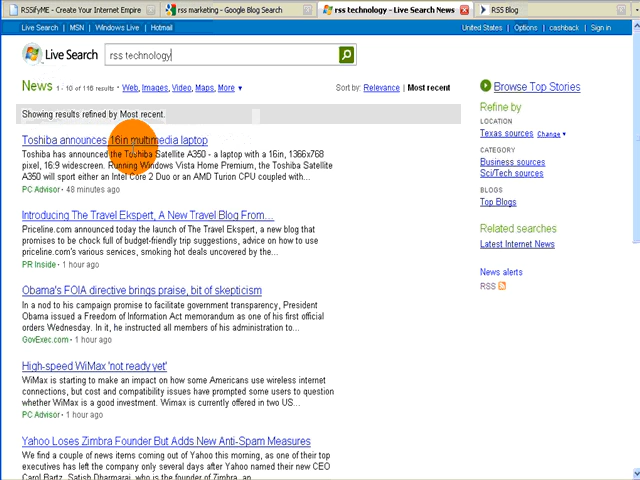 RSSifyME - Create Your Internet Empire
rss marketing - Google Blog Search
rss technology - Live Search News
RSS Blog
Live Search | MSN | Windows Live | Hotmail
United States | Options | cashback | Sign in
Live Search
rss technology
News 1 - 10 of 116 results · Web, Images, Video, Maps, More ▾
Sort by: Relevance | Most recent
Showing results refined by Most recent.
Toshiba announces 16in multimedia laptop
Toshiba has announced the Toshiba Satellite A350 - a laptop with a 16in, 1366x768
pixel, 16:9 widescreen. Running Windows Vista Home Premium, the Toshiba Satellite
A350 will sport either an Intel Core 2 Duo or an AMD Turion CPU coupled with...
PC Advisor · 48 minutes ago
Introducing The Travel Ekspert, A New Travel Blog From...
Priceline.com announced today the launch of The Travel Ekspert, a new blog that
promises to be chock full of budget-friendly trip suggestions, advice on how to use
priceline.com's various services, smoking hot deals uncovered by the...
PR Inside · 1 hour ago
Obama's FOIA directive brings praise, bit of skepticism
In a nod to his campaign promise to facilitate government transparency, President
Obama issued a Freedom of Information Act memorandum as one of his first official
orders Wednesday. In it, he instructed all members of his administration to...
GovExec.com · 1 hour ago
High-speed WiMax 'not ready yet'
WiMax is starting to make an impact on how some Americans use wireless internet
connections, but cost and compatibility issues have prompted some users to question
whether WiMax is a good investment. Wimax is currently offered in two US...
PC Advisor · 1 hour ago
Yahoo Loses Zimbra Founder But Adds New Anti-Spam Measures
We find a couple of news items coming out of Yahoo this morning, as one of their top
executives has left the company only several days after Yahoo named their new CEO
Carol Bartz. Satish Dharmaraj, who is the founder of Zimbra, an
Browse Top Stories
Refine by
LOCATION
Texas sources Change ▾
CATEGORY
Business sources
Sci/Tech sources
BLOGS
Top Blogs
Related searches
Latest Internet News
News alerts
RSS